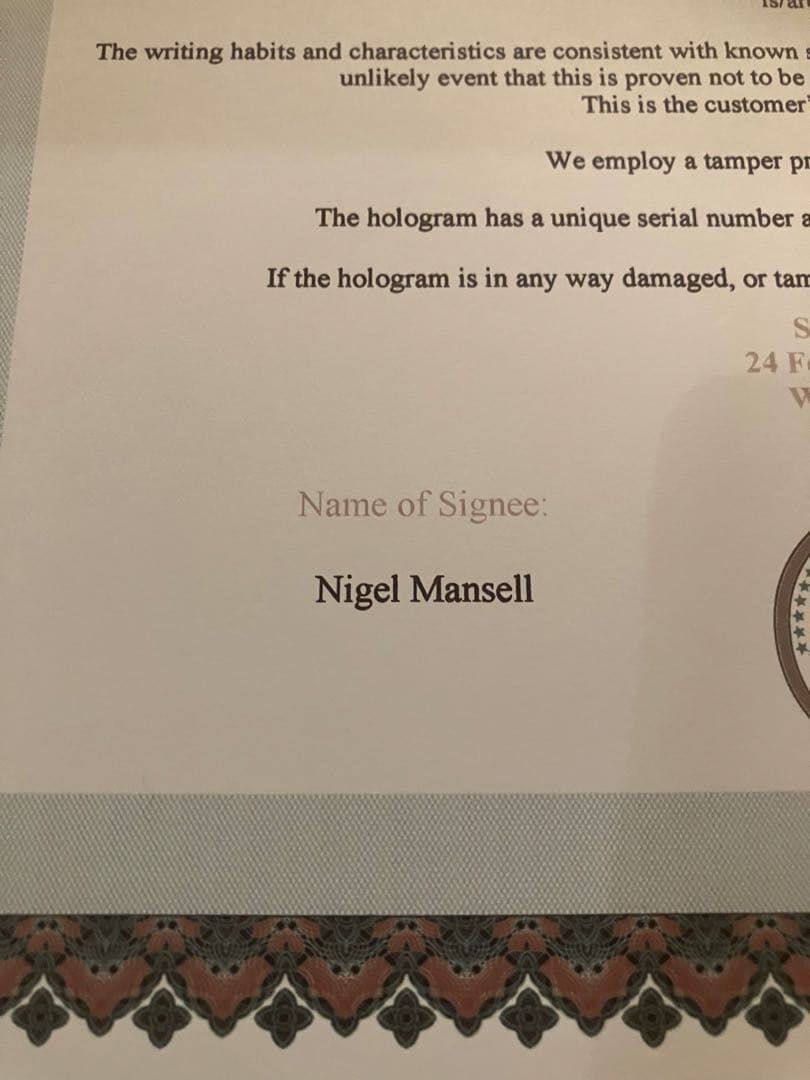 The writing habits and characteristics are consistent with known
unlikely event that this is proven not to be
This is the customer'
We employ a tamper
The hologram has a unique serial number
If the hologram is in any way damaged, or
24
Name of Signee:
Nigel Mansell